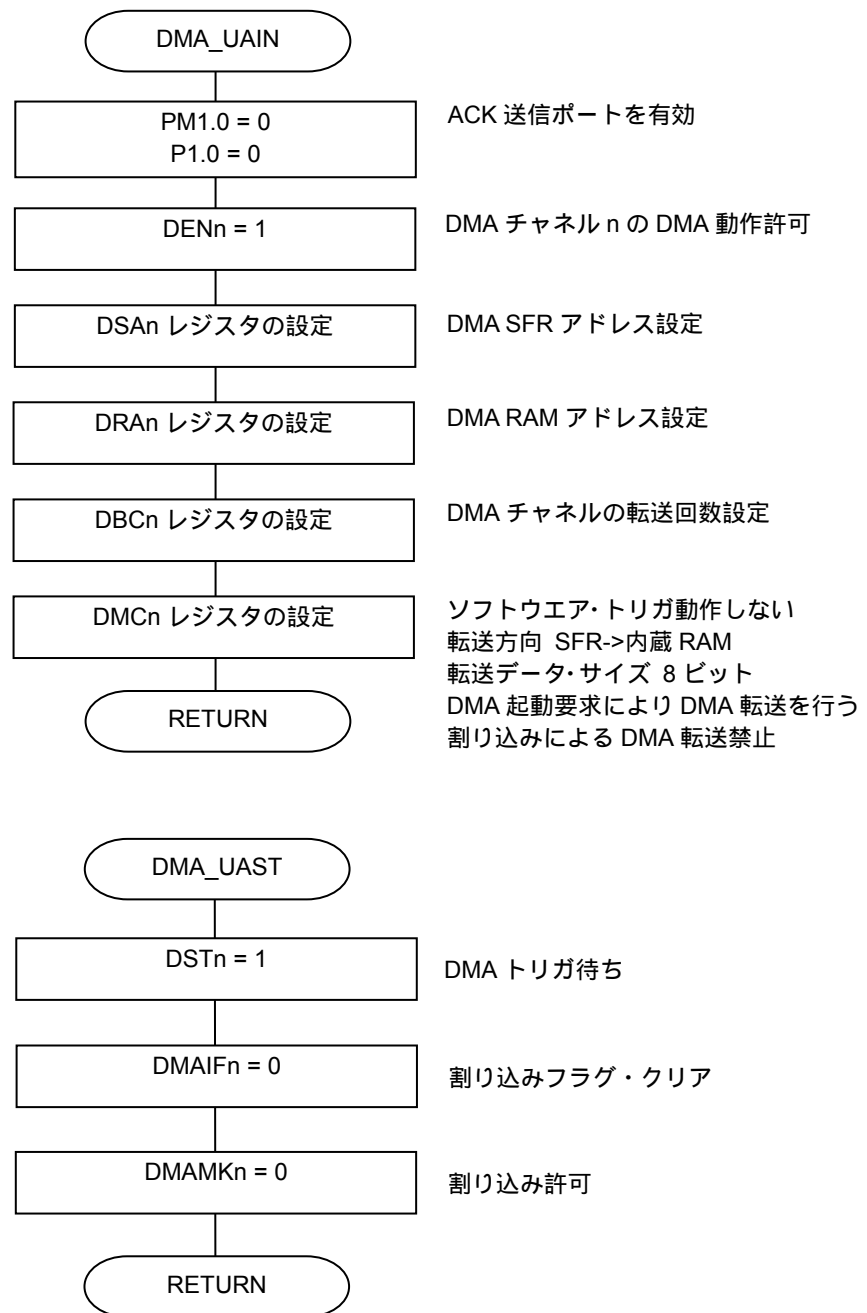 DMA_UAIN
PM1.0 = 0
P1.0 = 0
ACK 送信ポートを有効
DENn = 1
DMA チャネル n の DMA 動作許可
DSAn レジスタの設定
DMA SFR アドレス設定
DRAn レジスタの設定
DMA RAM アドレス設定
DBCn レジスタの設定
DMA チャネルの転送回数設定
DMCn レジスタの設定
ソフトウエア・トリガ動作しない
転送方向 SFR->内蔵 RAM
転送データ・サイズ 8 ビット
DMA 起動要求により DMA 転送を行う
割り込みによる DMA 転送禁止
RETURN
DMA_UAST
DSTn = 1
DMA トリガ待ち
DMAIFn = 0
割り込みフラグ・クリア
DMAMKn = 0
割り込み許可
RETURN